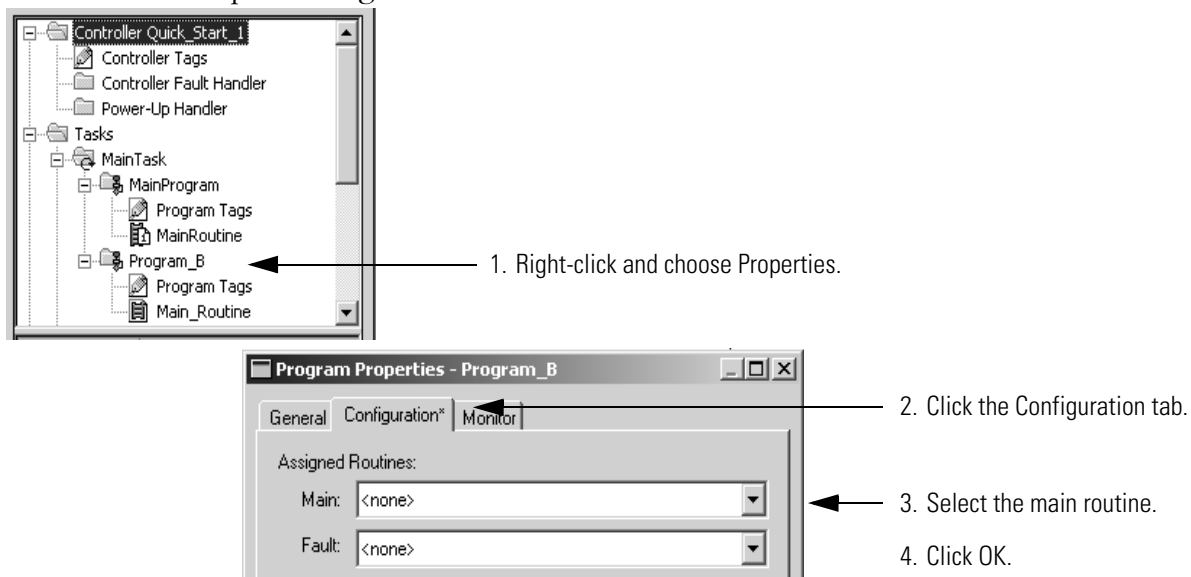 Controller Quick_Start_1
Controller Tags
Controller Fault Handler
Power-Up Handler
Tasks
MainTask
MainProgram
Program Tags
MainRoutine
Program_B
1. Right-click and choose Properties.
Program Tags
Main_Routine
Program Properties - Program_B
General Configuration* Monitor
2. Click the Configuration tab.
Assigned Routines:
Main: <none>
3. Select the main routine.
Fault: <none>
4. Click OK.